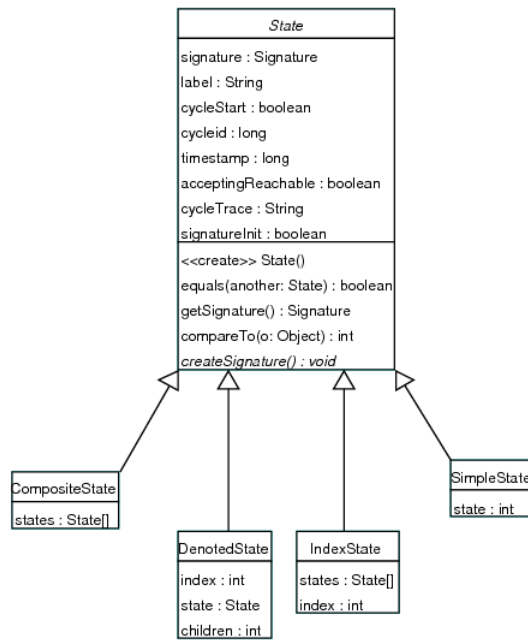 State
signature : Signature
label : String
cycleStart : boolean
cycleid : long
timestamp : long
acceptingReachable : boolean
cycleTrace : String
signatureInit : boolean
<<create>> State()
equals(another: State) : boolean
getSignature() : Signature
compareTo(o: Object) : int
createSignature() : void
CompositeState
states : State[]
DenotedState
index : int
state : State
children : int
IndexState
states : State[]
index : int
SimpleState
state : int